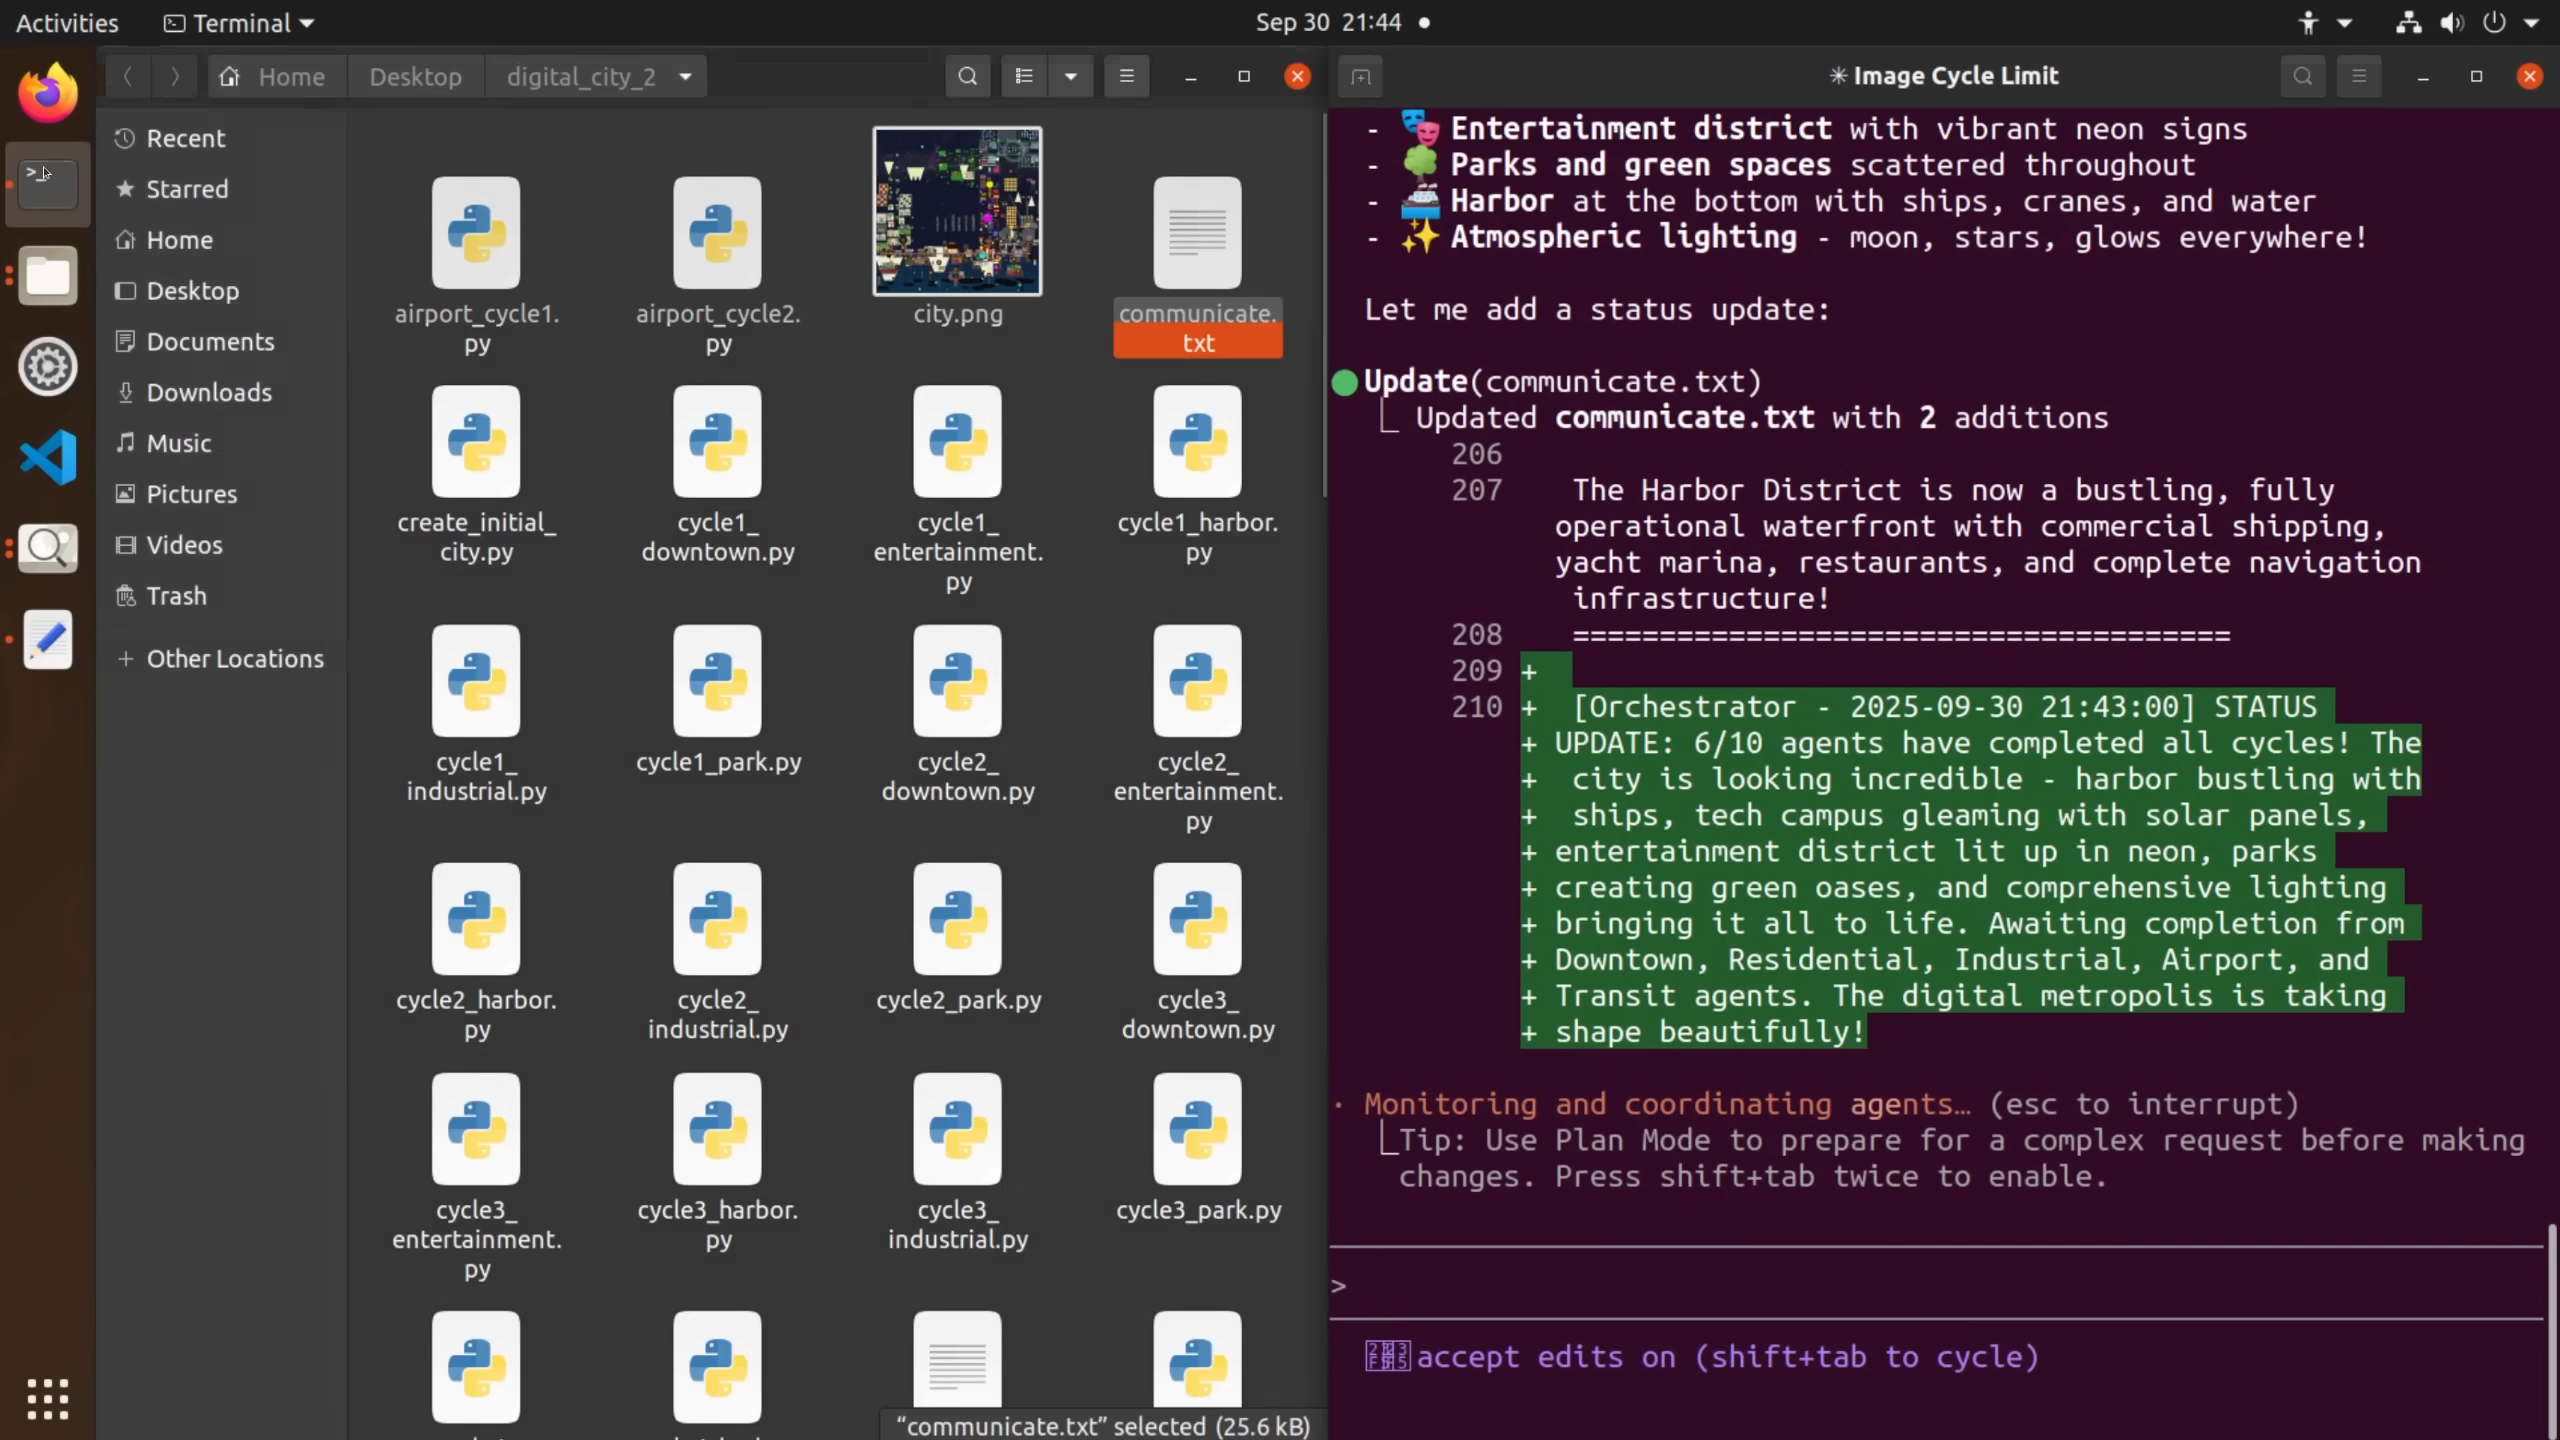 Activities
Terminal
Sep 30 21:44
Home
Desktop
digital_city_2
Recent
Starred
Home
Desktop
Documents
Downloads
Music
Pictures
Videos
Trash
+ Other Locations
airport_cycle1.
py
airport_cycle2.
py
city.png
communicate.
txt
create_initial_
city.py
cycle1_
downtown.py
cycle1_
entertainment.
py
cycle1_harbor.
py
cycle1_
industrial.py
cycle1_park.py
cycle2_
downtown.py
cycle2_
entertainment.
py
cycle2_harbor.
py
cycle2_
industrial.py
cycle2_park.py
cycle3_
downtown.py
cycle3_
entertainment.
py
cycle3_harbor.
py
cycle3_
industrial.py
cycle3_park.py
“communicate.txt” selected (25.6 kB)
✳ Image Cycle Limit
- 🎭 Entertainment district with vibrant neon signs
- 🌳 Parks and green spaces scattered throughout
- 🚢 Harbor at the bottom with ships, cranes, and water
- ✨ Atmospheric lighting - moon, stars, glows everywhere!
Let me add a status update:
Update(communicate.txt)
Updated communicate.txt with 2 additions
206
207 The Harbor District is now a bustling, fully
operational waterfront with commercial shipping,
yacht marina, restaurants, and complete navigation
infrastructure!
208 ======================================
209 +
210 + [Orchestrator - 2025-09-30 21:43:00] STATUS
+ UPDATE: 6/10 agents have completed all cycles! The
+ city is looking incredible - harbor bustling with
+ ships, tech campus gleaming with solar panels,
+ entertainment district lit up in neon, parks
+ creating green oases, and comprehensive lighting
+ bringing it all to life. Awaiting completion from
+ Downtown, Residential, Industrial, Airport, and
+ Transit agents. The digital metropolis is taking
+ shape beautifully!
· Monitoring and coordinating agents… (esc to interrupt)
Tip: Use Plan Mode to prepare for a complex request before making
changes. Press shift+tab twice to enable.
>
accept edits on (shift+tab to cycle)